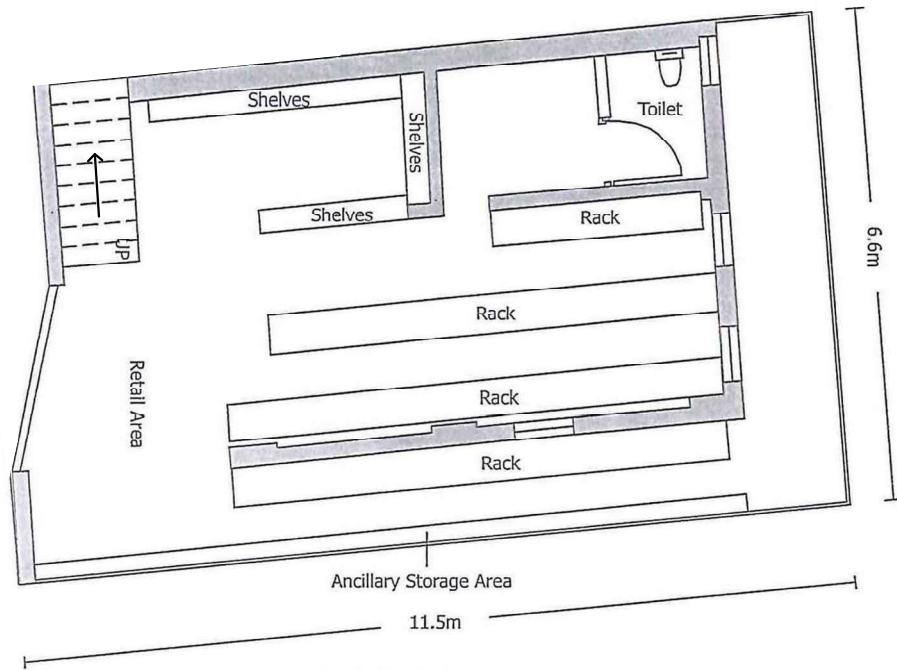 Shelves
Shelves
Toilet
Shelves
Rack
UP
6.6m
Rack
Retail Area
Rack
Rack
Ancillary Storage Area
11.5m